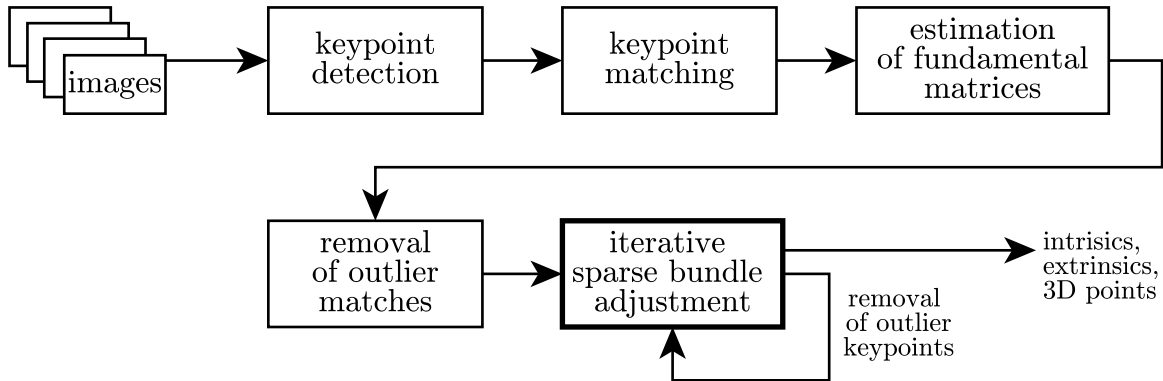 images
keypoint
detection
keypoint
matching
estimation
of fundamental
matrices
removal
of outlier
matches
iterative
sparse bundle
adjustment
intrisics,
extrinsics,
3D points
removal
of outlier
keypoints